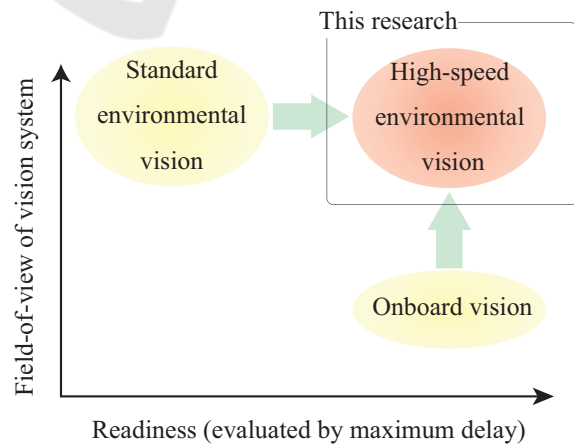 This research
Standard
environmental
vision
High-speed
environmental
vision
Onboard vision
Field-of-view of vision system
Readiness (evaluated by maximum delay)